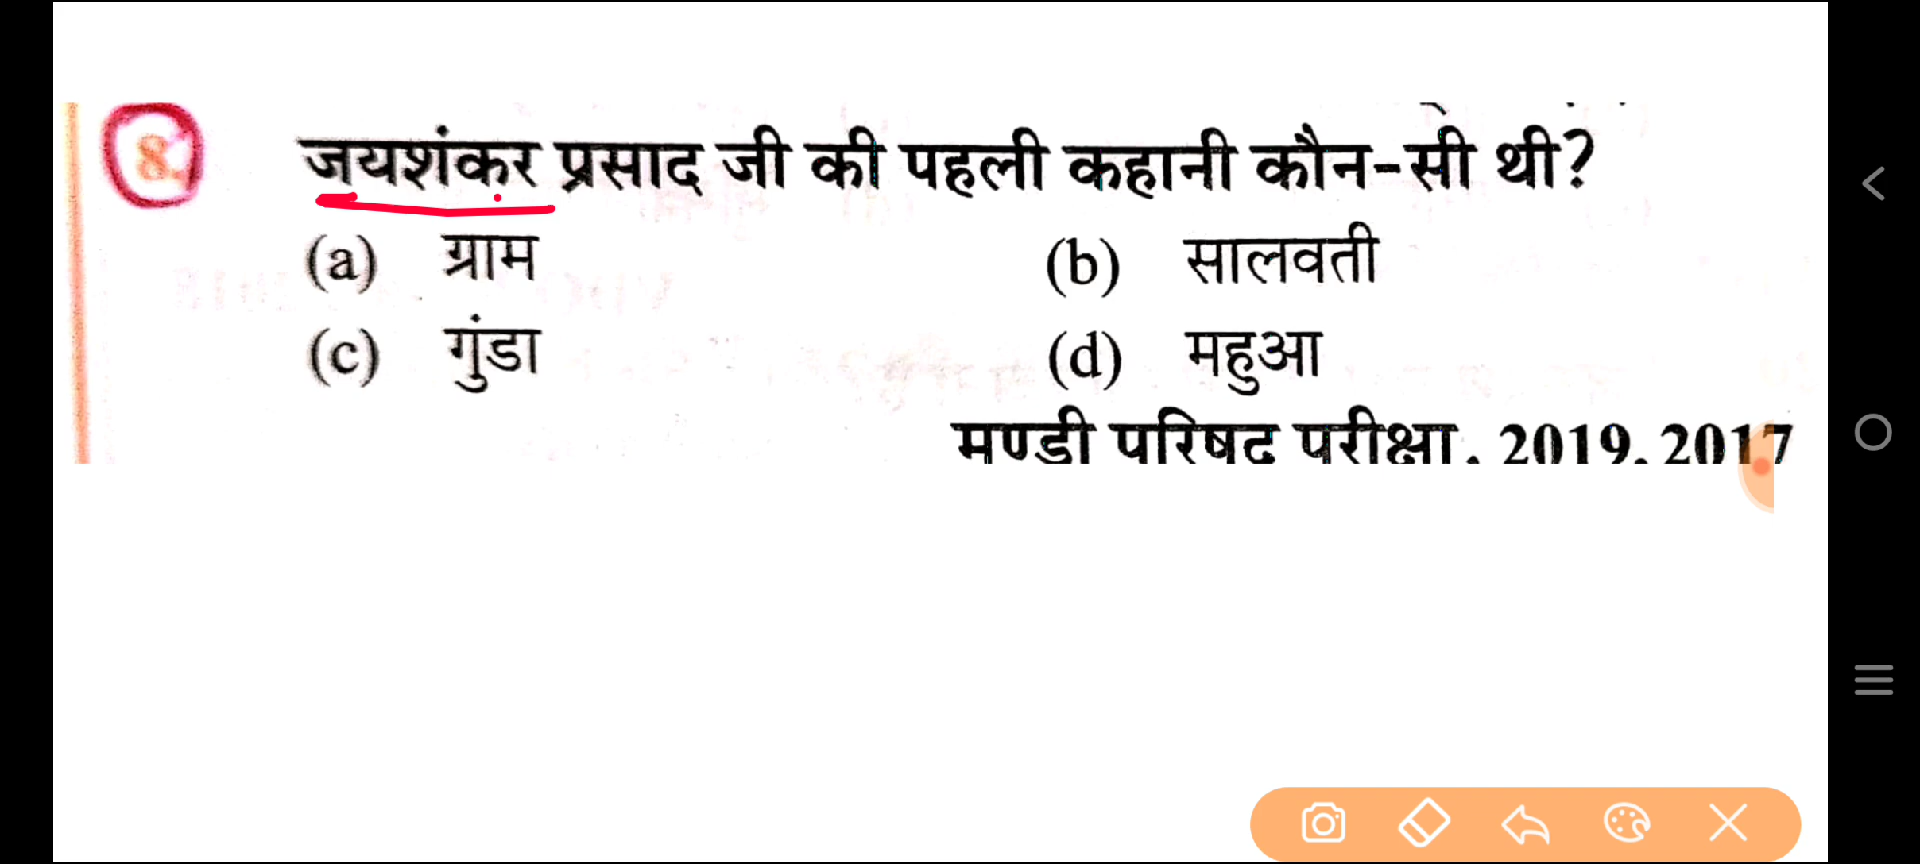 8. जयशंकर प्रसाद जी की पहली कहानी कौन-सी थी?
(a) ग्राम (b) सालवती
(c) गुंडा (d) महुआ
मण्डी परिषद परीक्षा, 2019, 2017